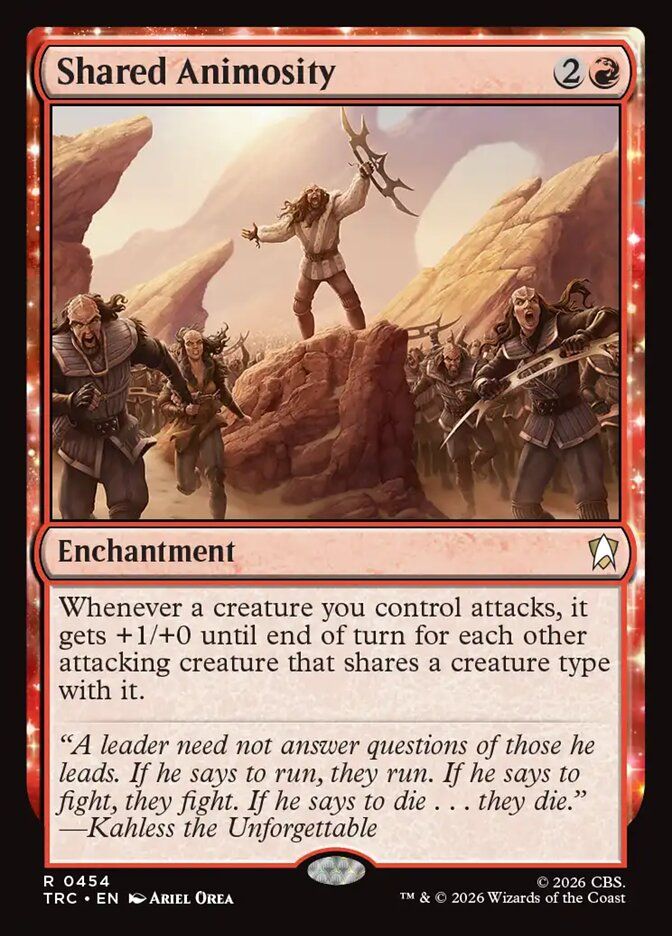 Shared Animosity 2
Enchantment
Whenever a creature you control attacks, it
gets +1/+0 until end of turn for each other
attacking creature that shares a creature type
with it.
“A leader need not answer questions of those he
leads. If he says to run, they run. If he says to
fight, they fight. If he says to die . . . they die.”
—Kahless the Unforgettable
R 0454
TRC • EN Ariel Orea
© 2026 CBS.
™ & © 2026 Wizards of the Coast